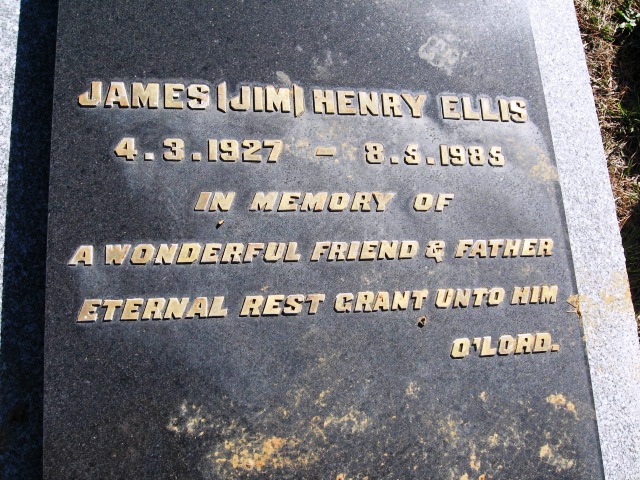 JAMES (JIM) HENRY ELLIS
4.3.1927 - 8.5.1985
IN MEMORY OF
A WONDERFUL FRIEND & FATHER
ETERNAL REST GRANT UNTO HIM
O'LORD.